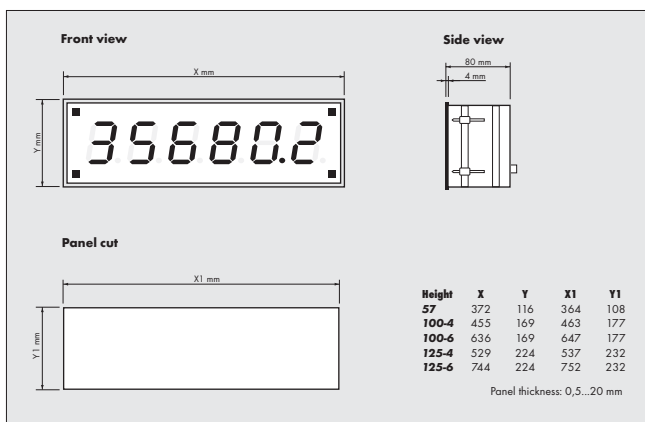 Front view
Side view
X mm
80 mm
4 mm
Y mm
35680.2
Panel cut
X1 mm
Y1 mm
Height X Y X1 Y1
57 372 116 364 108
100-4 455 169 463 177
100-6 636 169 647 177
125-4 529 224 537 232
125-6 744 224 752 232
Panel thickness: 0,5...20 mm